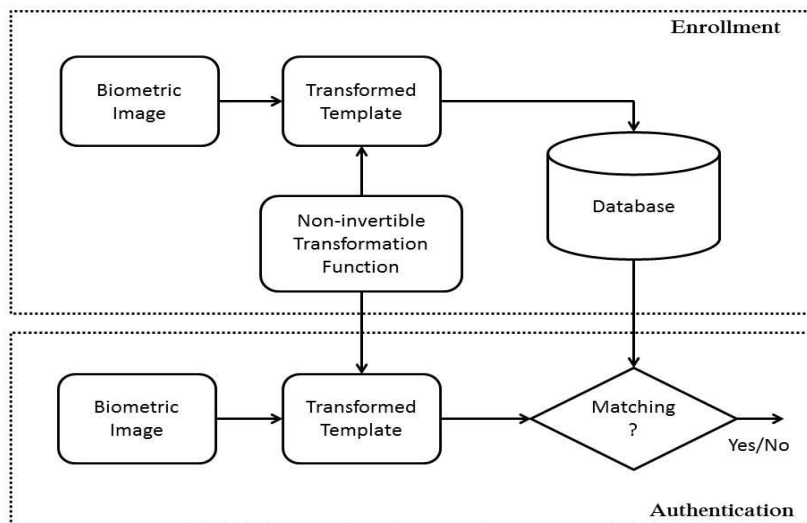 Enrollment
Biometric
Image
Transformed
Template
Non-invertible
Transformation
Function
Database
Biometric
Image
Transformed
Template
Matching
?
Yes/No
Authentication